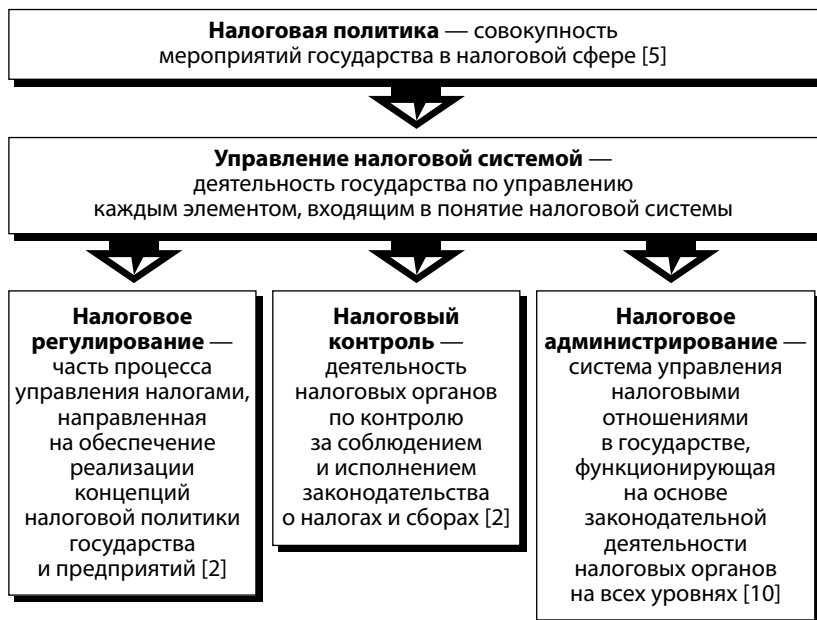 Налоговая политика — совокупность
мероприятий государства в налоговой сфере [5]
Управление налоговой системой —
деятельность государства по управлению
каждым элементом, входящим в понятие налоговой системы
Налоговое
регулирование —
часть процесса
управления налогами,
направленная
на обеспечение
реализации
концепций
налоговой политики
государства
и предприятий [2]
Налоговый
контроль —
деятельность
налоговых органов
по контролю
за соблюдением
и исполнением
законодательства
о налогах и сборах [2]
Налоговое
администрирование —
система управления
налоговыми
отношениями
в государстве,
функционирующая
на основе
законодательной
деятельности
налоговых органов
на всех уровнях [10]